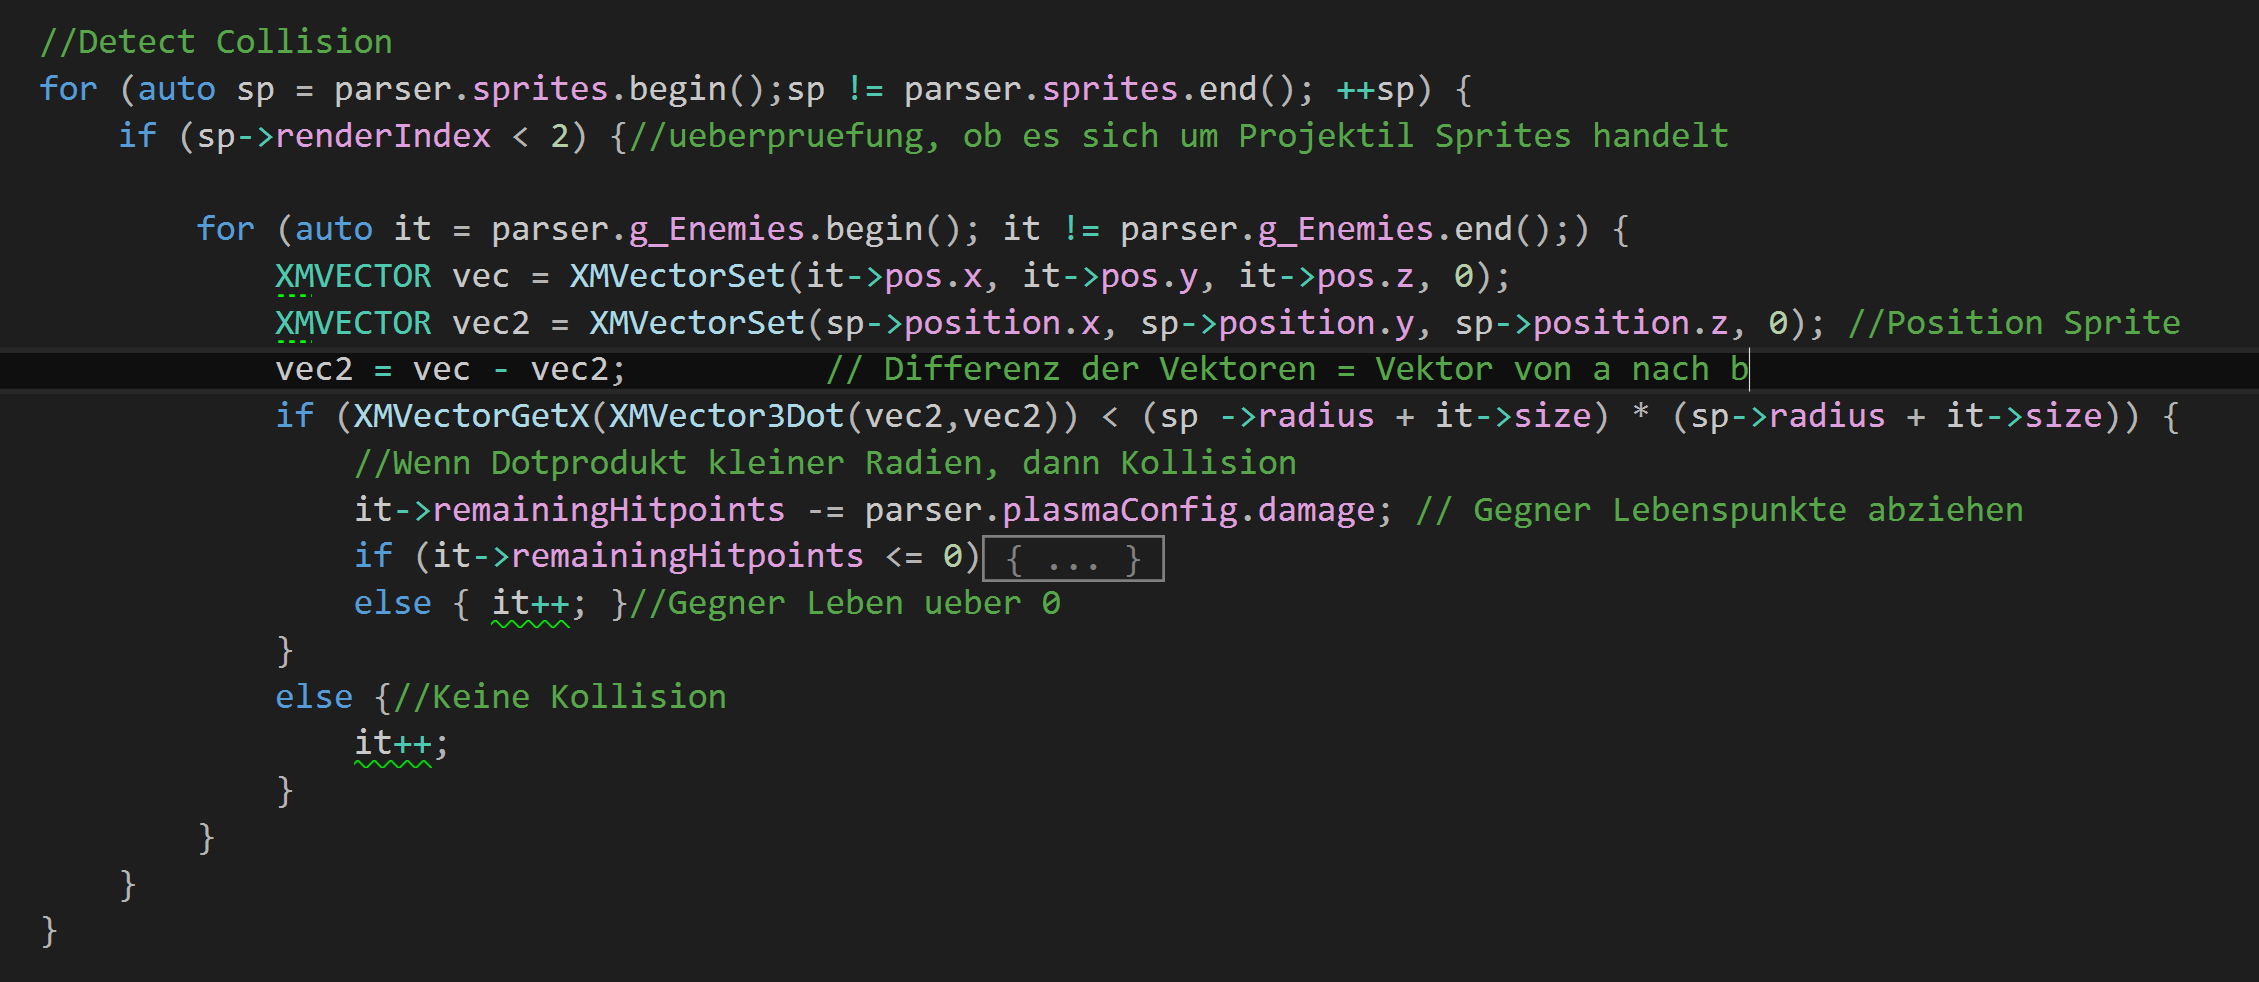 //Detect Collision
for (auto sp = parser.sprites.begin();sp != parser.sprites.end(); ++sp) {
if (sp->renderIndex < 2) {//ueberpruefung, ob es sich um Projektil Sprites handelt
for (auto it = parser.g_Enemies.begin(); it != parser.g_Enemies.end();) {
XMVECTOR vec = XMVectorSet(it->pos.x, it->pos.y, it->pos.z, 0);
XMVECTOR vec2 = XMVectorSet(sp->position.x, sp->position.y, sp->position.z, 0); //Position Sprite
vec2 = vec - vec2; // Differenz der Vektoren = Vektor von a nach b
if (XMVectorGetX(XMVector3Dot(vec2,vec2)) < (sp ->radius + it->size) * (sp->radius + it->size)) {
//Wenn Dotprodukt kleiner Radien, dann Kollision
it->remainingHitpoints -= parser.plasmaConfig.damage; // Gegner Lebenspunkte abziehen
if (it->remainingHitpoints <= 0){ ... }
else { it++; }//Gegner Leben ueber 0
}
else {//Keine Kollision
it++;
}
}
}
}